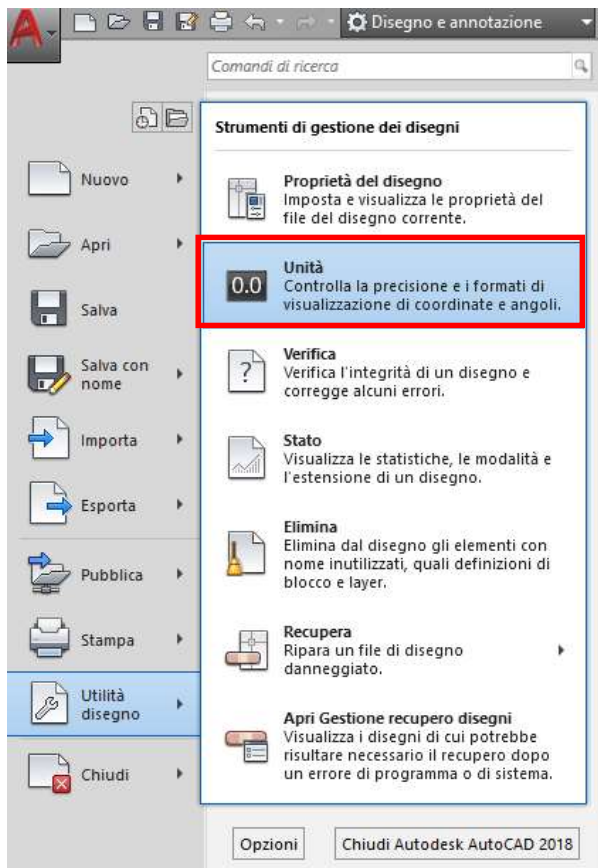 Disegno e annotazione
Comandi di ricerca
Nuovo
Apri
Salva
Salva con
nome
Importa
Esporta
Pubblica
Stampa
Utilità
disegno
Chiudi
Strumenti di gestione dei disegni
Proprietà del disegno
Imposta e visualizza le proprietà del
file del disegno corrente.
0.0
Unità
Controlla la precisione e i formati di
visualizzazione di coordinate e angoli.
Verifica
Verifica l'integrità di un disegno e
corregge alcuni errori.
Stato
Visualizza le statistiche, le modalità e
l'estensione di un disegno.
Elimina
Elimina dal disegno gli elementi con
nome inutilizzati, quali definizioni di
blocco e layer.
Recupera
Ripara un file di disegno
danneggiato.
Apri Gestione recupero disegni
Visualizza i disegni di cui potrebbe
risultare necessario il recupero dopo
un errore di programma o di sistema.
Opzioni
Chiudi Autodesk AutoCAD 2018